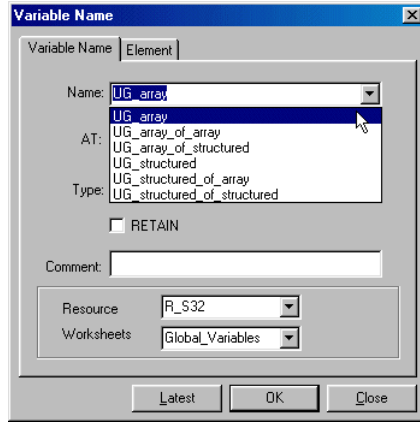 Variable Name
Variable Name Element
Name: UG_array
UG_array
UG_array_of_array
AT:
UG_array_of_structured
UG_structured
UG_structured_of_array
Type:
UG_structured_of_structured
RETAIN
Comment:
Resource R_S32
Worksheets Global_Variables
Latest OK Close